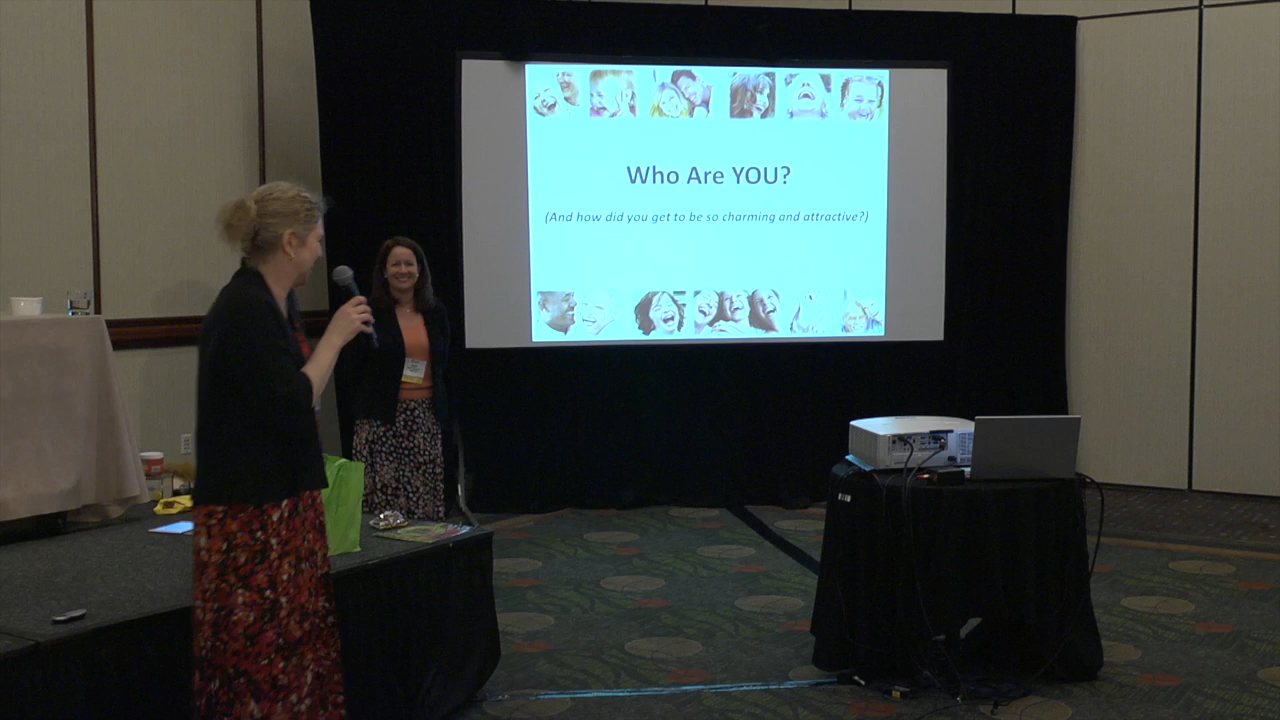 Who Are YOU?
(And how did you get to be so charming and attractive?)